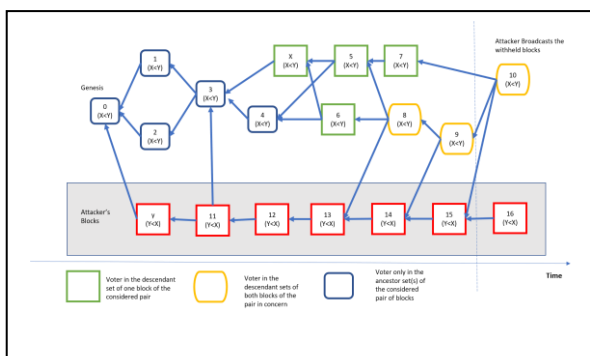 Attacker Broadcasts the
withheld blocks
X
(X<Y)
5
(X<Y)
7
(X<Y)
1
(X<Y)
10
(X<Y)
Genesis
3
(X<Y)
0
(X<Y)
4
(X<Y)
6
(X<Y)
8
(X<Y)
2
(X<Y)
9
(X<Y)
Attacker's
Blocks
y
(Y<X)
11
(Y<X)
12
(Y<X)
13
(Y<X)
14
(Y<X)
15
(Y<X)
16
(Y<X)
Time
Voter in the descendant
set of one block of the
considered pair
Voter in the
descendant sets of
both blocks of the
pair in concern
Voter only in the
ancestor set(s) of
the considered
pair of blocks